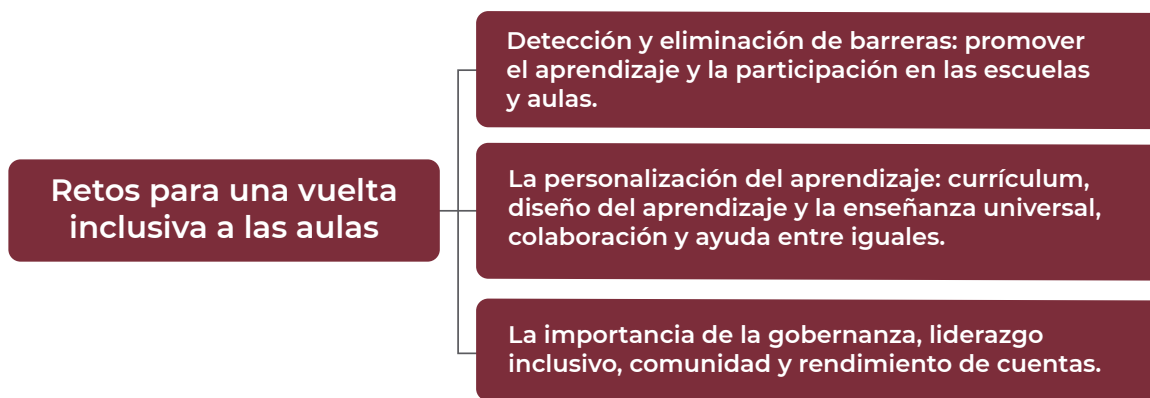 Retos para una vuelta
inclusiva a las aulas
Detección y eliminación de barreras: promover
el aprendizaje y la participación en las escuelas
y aulas.
La personalización del aprendizaje: currículum,
diseño del aprendizaje y la enseñanza universal,
colaboración y ayuda entre iguales.
La importancia de la gobernanza, liderazgo
inclusivo, comunidad y rendimiento de cuentas.